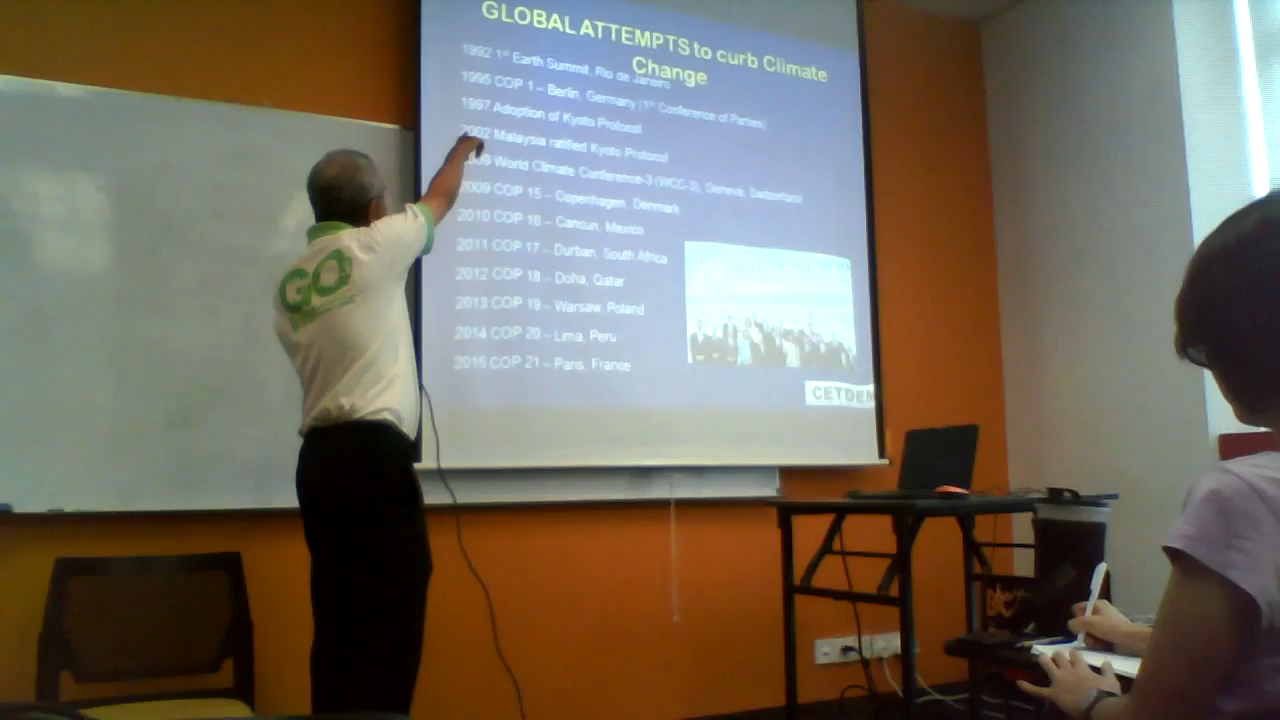 GLOBAL ATTEMPTS to curb Climate
Change
1992 1st Earth Summit, Rio de Janeiro
1995 COP 1 – Berlin, Germany (1st Conference of Parties)
1997 Adoption of Kyoto Protocol
2002 Malaysia ratified Kyoto Protocol
2009 World Climate Conference-3 (WCC-3), Geneva, Switzerland
2009 COP 15 – Copenhagen, Denmark
2010 COP 16 – Cancun, Mexico
2011 COP 17 – Durban, South Africa
2012 COP 18 – Doha, Qatar
2013 COP 19 – Warsaw, Poland
2014 COP 20 – Lima, Peru
2015 COP 21 – Paris, France
CETDEM
GO